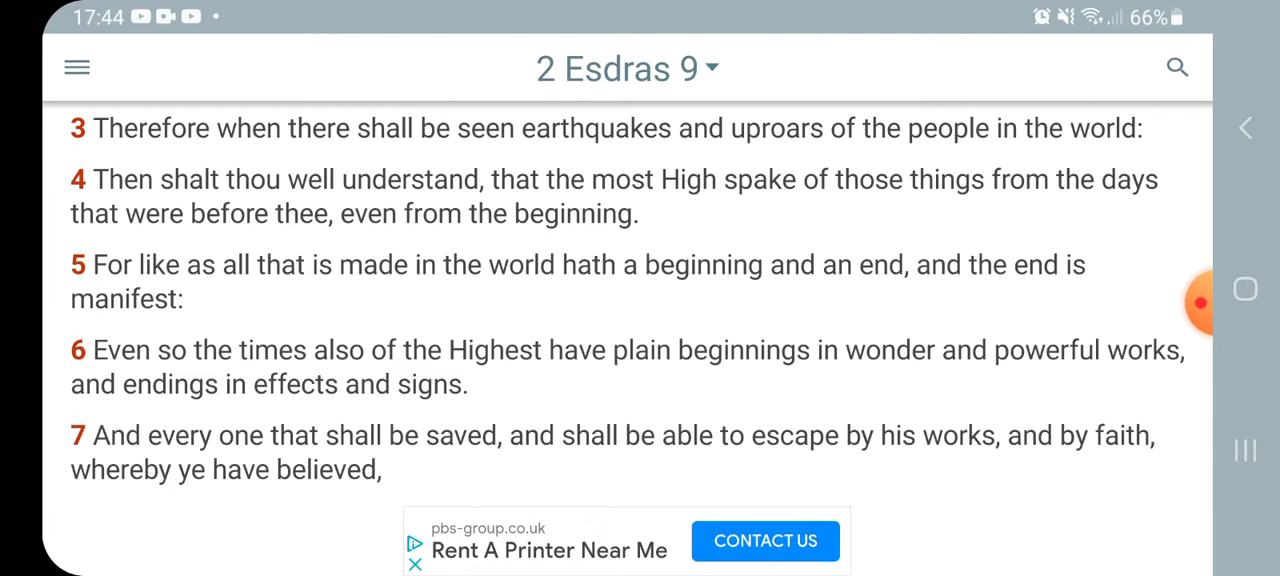 17:44
66%
2 Esdras 9
3 Therefore when there shall be seen earthquakes and uproars of the people in the world:
4 Then shalt thou well understand, that the most High spake of those things from the days
that were before thee, even from the beginning.
5 For like as all that is made in the world hath a beginning and an end, and the end is
manifest:
6 Even so the times also of the Highest have plain beginnings in wonder and powerful works,
and endings in effects and signs.
7 And every one that shall be saved, and shall be able to escape by his works, and by faith,
whereby ye have believed,
pbs-group.co.uk
Rent A Printer Near Me
CONTACT US